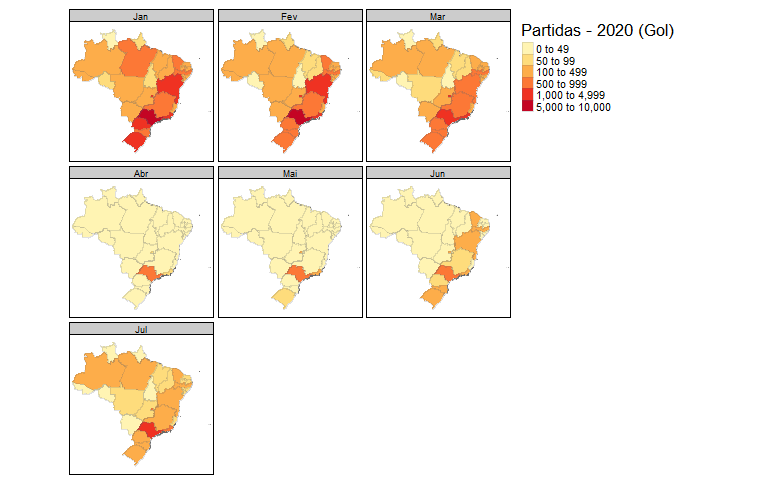 Jan
Fev
Mar
Partidas - 2020 (Gol)
0 to 49
50 to 99
100 to 499
500 to 999
1,000 to 4,999
5,000 to 10,000
Abr
Mai
Jun
Jul